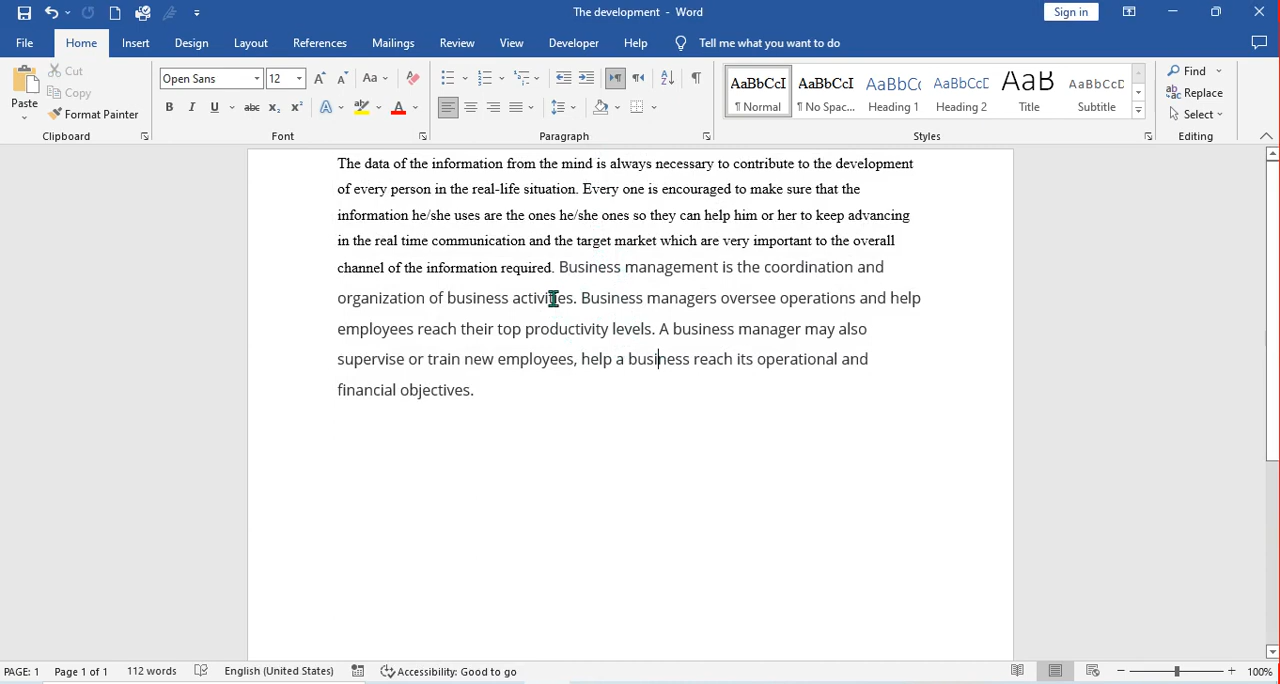 The development - Word
Sign in
File Home Insert Design Layout References Mailings Review View Developer Help Tell me what you want to do
Paste Cut Copy Format Painter
Open Sans 12 Aa
B I U abc x₂ x² A A
AaBbCcI AaBbCcI AaBbCc AaBbCcC AaB AaBbCcD
¶ Normal ¶ No Spac... Heading 1 Heading 2 Title Subtitle
Find
Replace
Select
Clipboard Font Paragraph Styles Editing
The data of the information from the mind is always necessary to contribute to the development
of every person in the real-life situation. Every one is encouraged to make sure that the
information he/she uses are the ones he/she ones so they can help him or her to keep advancing
in the real time communication and the target market which are very important to the overall
channel of the information required. Business management is the coordination and
organization of business activities. Business managers oversee operations and help
employees reach their top productivity levels. A business manager may also
supervise or train new employees, help a business reach its operational and
financial objectives.
PAGE: 1 Page 1 of 1 112 words English (United States) Accessibility: Good to go 100%